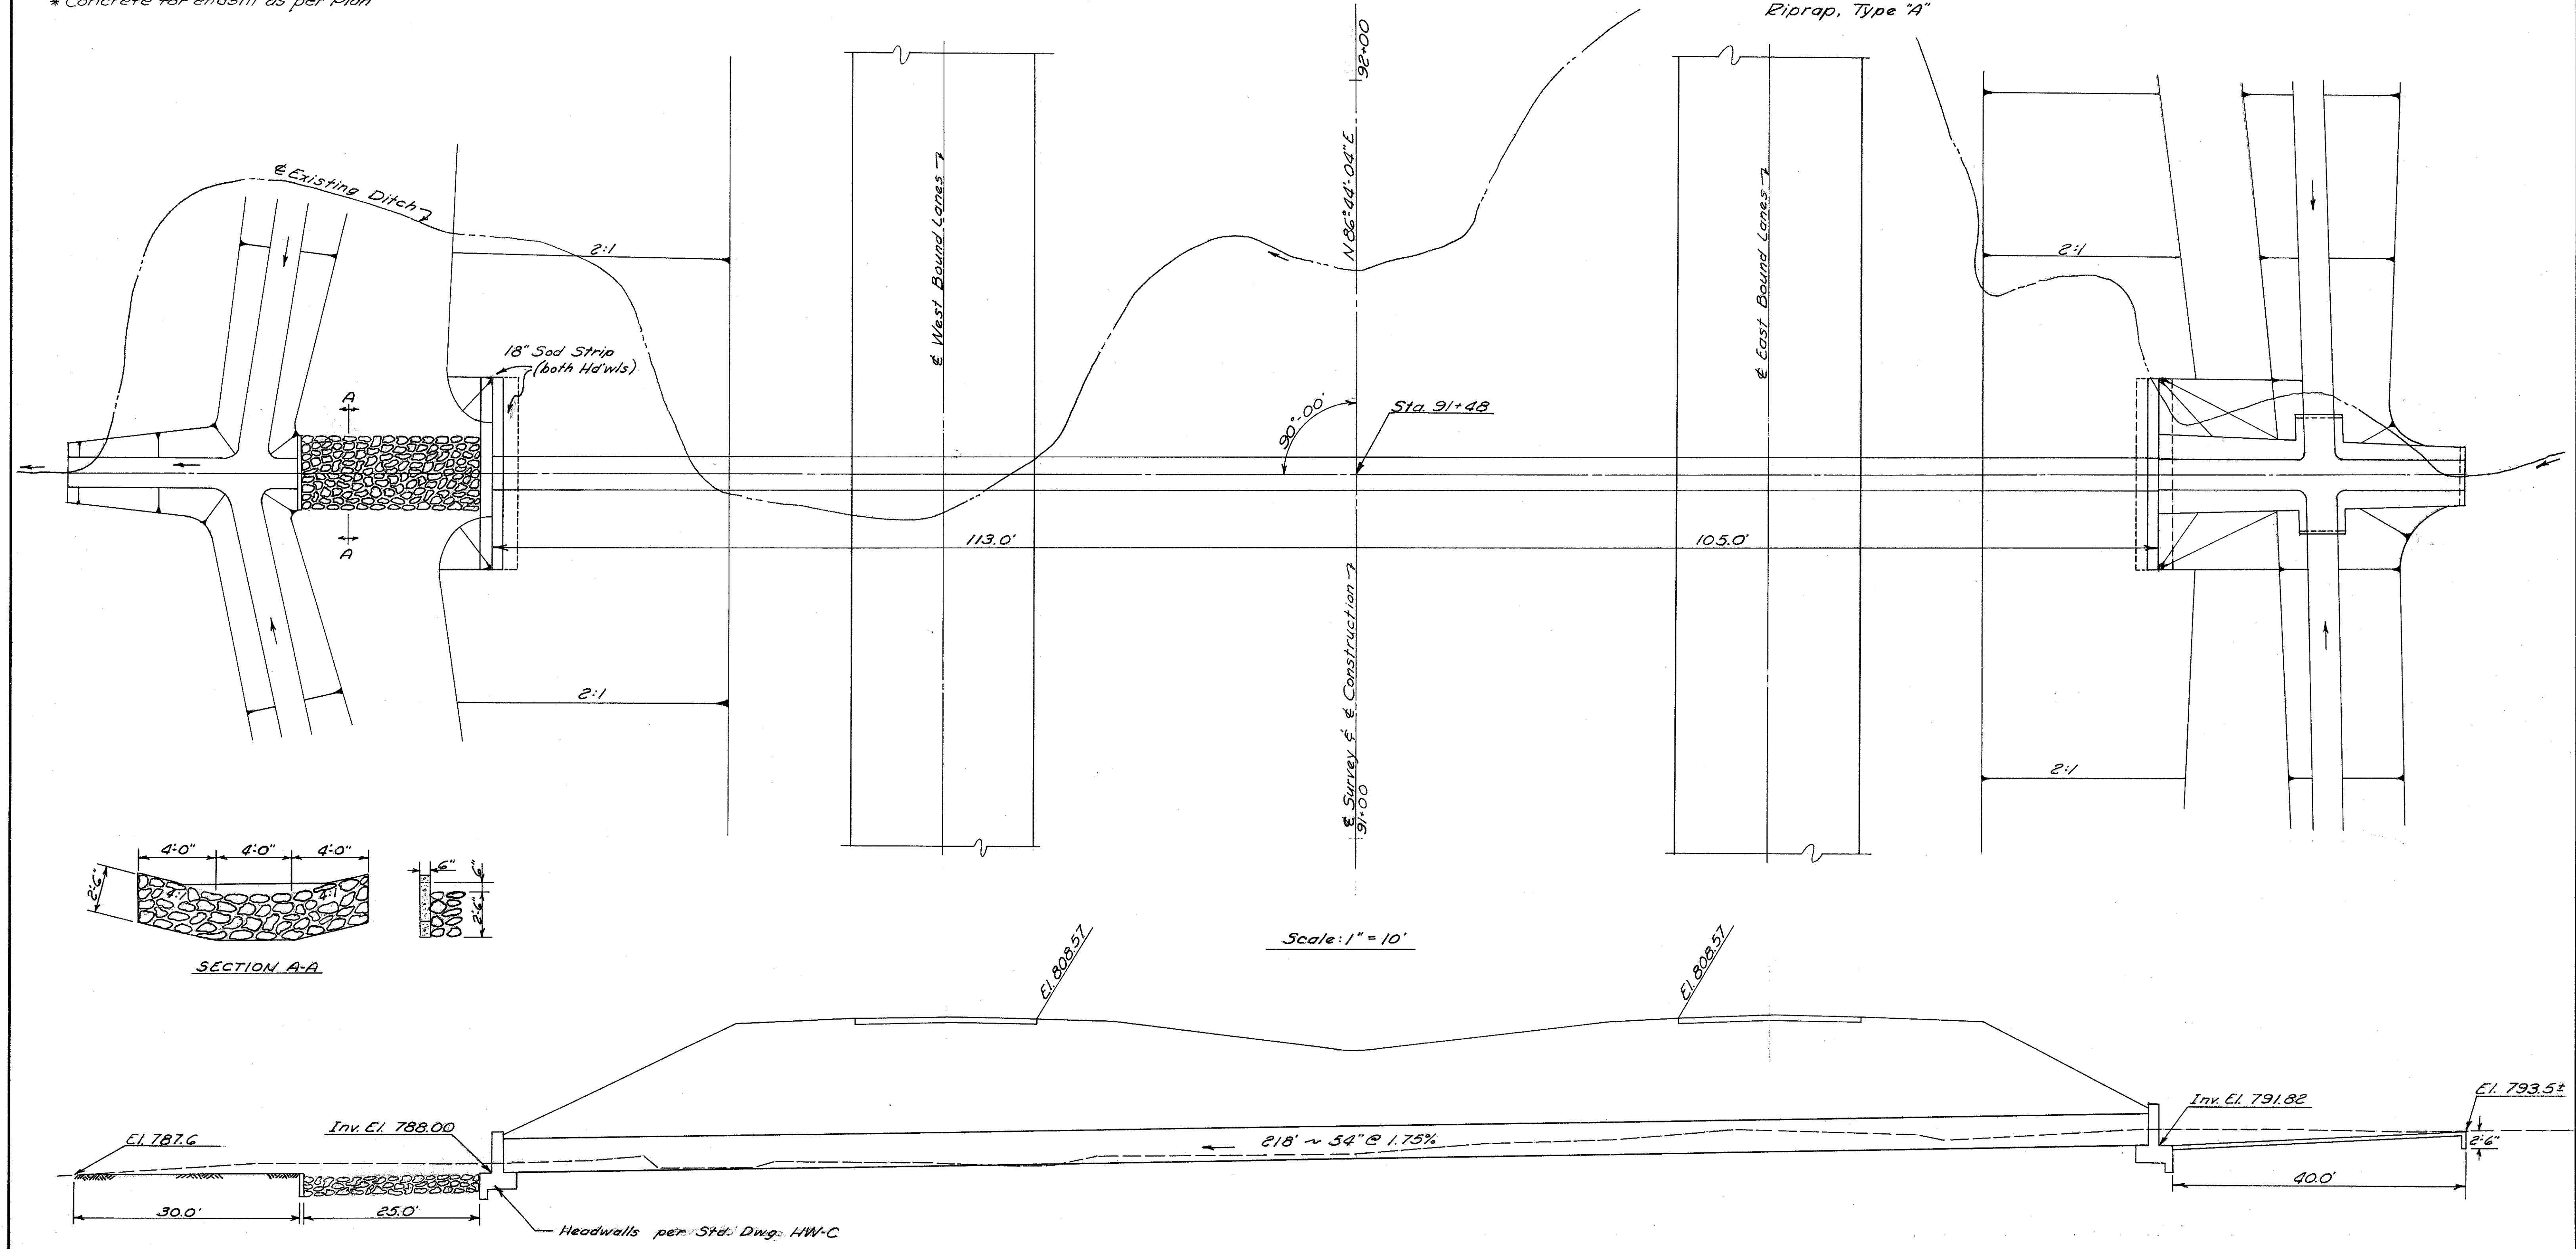 * Concrete for endsill as per Plan
Riprap, Type "A"
92+00
N 86°-44'-04" E
℄ Existing Ditch
2:1
℄ West Bound Lanes
℄ East Bound Lanes
2:1
18" Sod Strip
(both Hd'wls)
A
A
90°-00'
Sta. 91+48
113.0'
105.0'
℄ Survey & ℄ Construction
91+00
2:1
2:1
4'-0" 4'-0" 4'-0"
2'-6"
4:1 4:1
6"
6"
2'-6"
SECTION A-A
Scale: 1" = 10'
El. 808.57
El. 808.57
El. 787.6
Inv. El. 788.00
218' ~ 54" @ 1.75%
Inv. El. 791.82
El. 793.5±
2'-6"
30.0'
25.0'
40.0'
Headwalls per Std. Dwg. HW-C